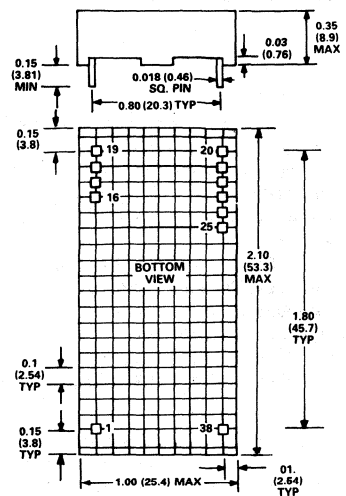 0.35
(8.9)
MAX
0.03
(0.76)
0.15
(3.81)
MIN
0.018 (0.46)
SQ. PIN
0.80 (20.3) TYP
0.15
(3.8)
19
20
16
25
BOTTOM
VIEW
2.10
(53.3)
MAX
1.80
(45.7)
TYP
0.1
(2.54)
TYP
0.15
(3.8)
TYP
1
38
1.00 (25.4) MAX
01.
(2.54)
TYP